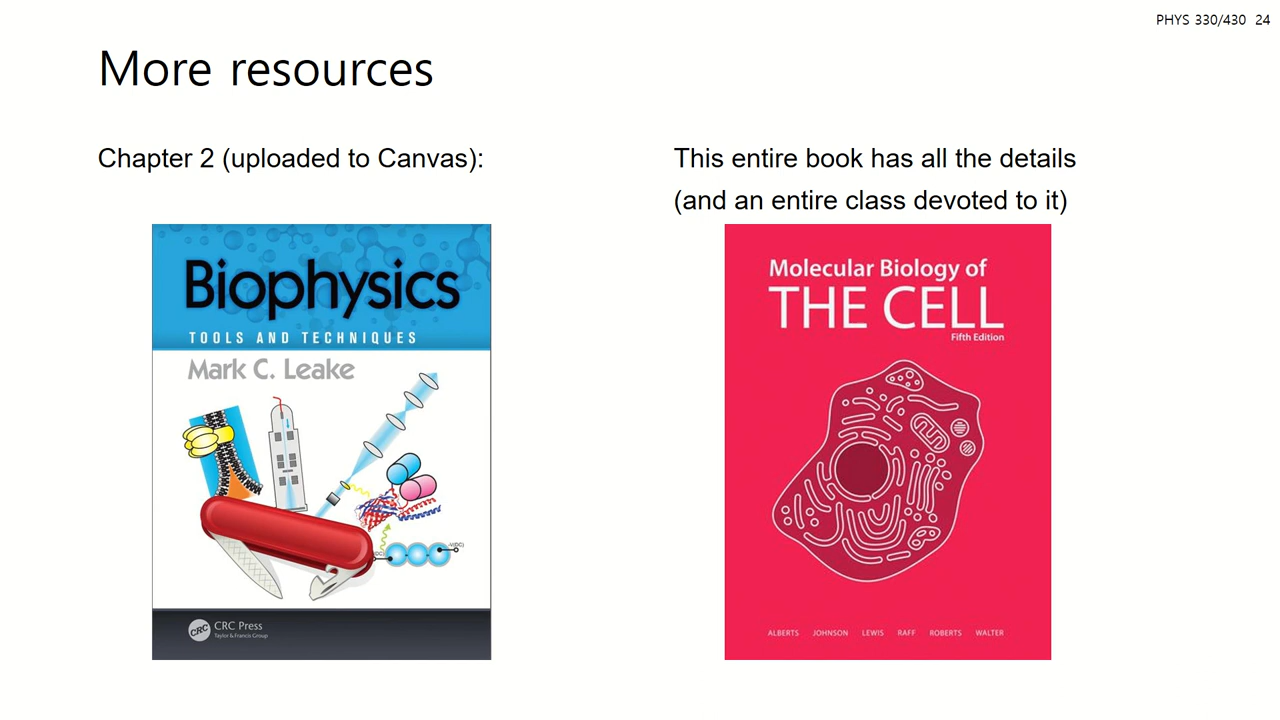 PHYS 330/430 24
More resources
Chapter 2 (uploaded to Canvas):
Biophysics
TOOLS AND TECHNIQUES
Mark C. Leake
CRC
CRC Press
Taylor & Francis Group
This entire book has all the details
(and an entire class devoted to it)
Molecular Biology of
THE CELL
Fifth Edition
ALBERTS JOHNSON LEWIS RAFF ROBERTS WALTER